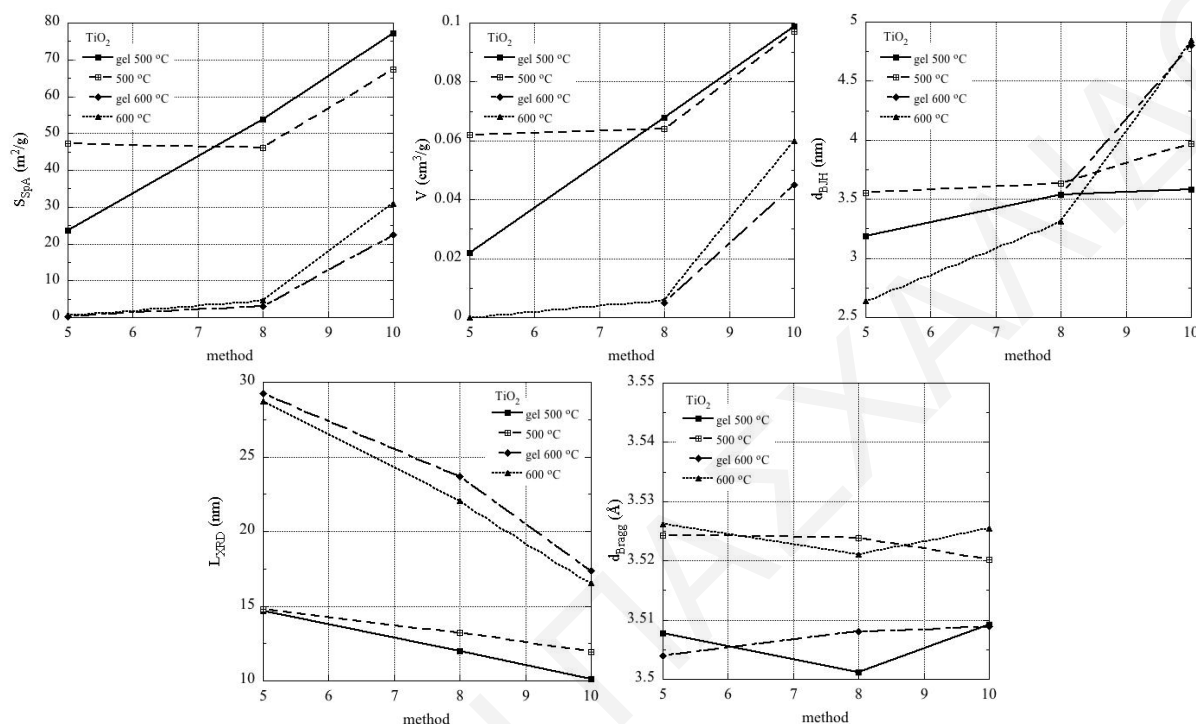 80
70
60
50
40
30
20
10
0
S_SpA (m²/g)
TiO₂
gel 500 °C
500 °C
gel 600 °C
600 °C
5 6 7 8 9 10
method
0.1
0.08
0.06
0.04
0.02
0
V (cm³/g)
TiO₂
gel 500 °C
500 °C
gel 600 °C
600 °C
5 6 7 8 9 10
method
5
4.5
4
3.5
3
2.5
d_BJH (nm)
TiO₂
gel 500 °C
500 °C
gel 600 °C
600 °C
5 6 7 8 9 10
method
30
25
20
15
10
L_XRD (nm)
TiO₂
gel 500 °C
500 °C
gel 600 °C
600 °C
5 6 7 8 9 10
method
3.55
3.54
3.53
3.52
3.51
3.5
d_Bragg (Å)
TiO₂
gel 500 °C
500 °C
gel 600 °C
600 °C
5 6 7 8 9 10
method